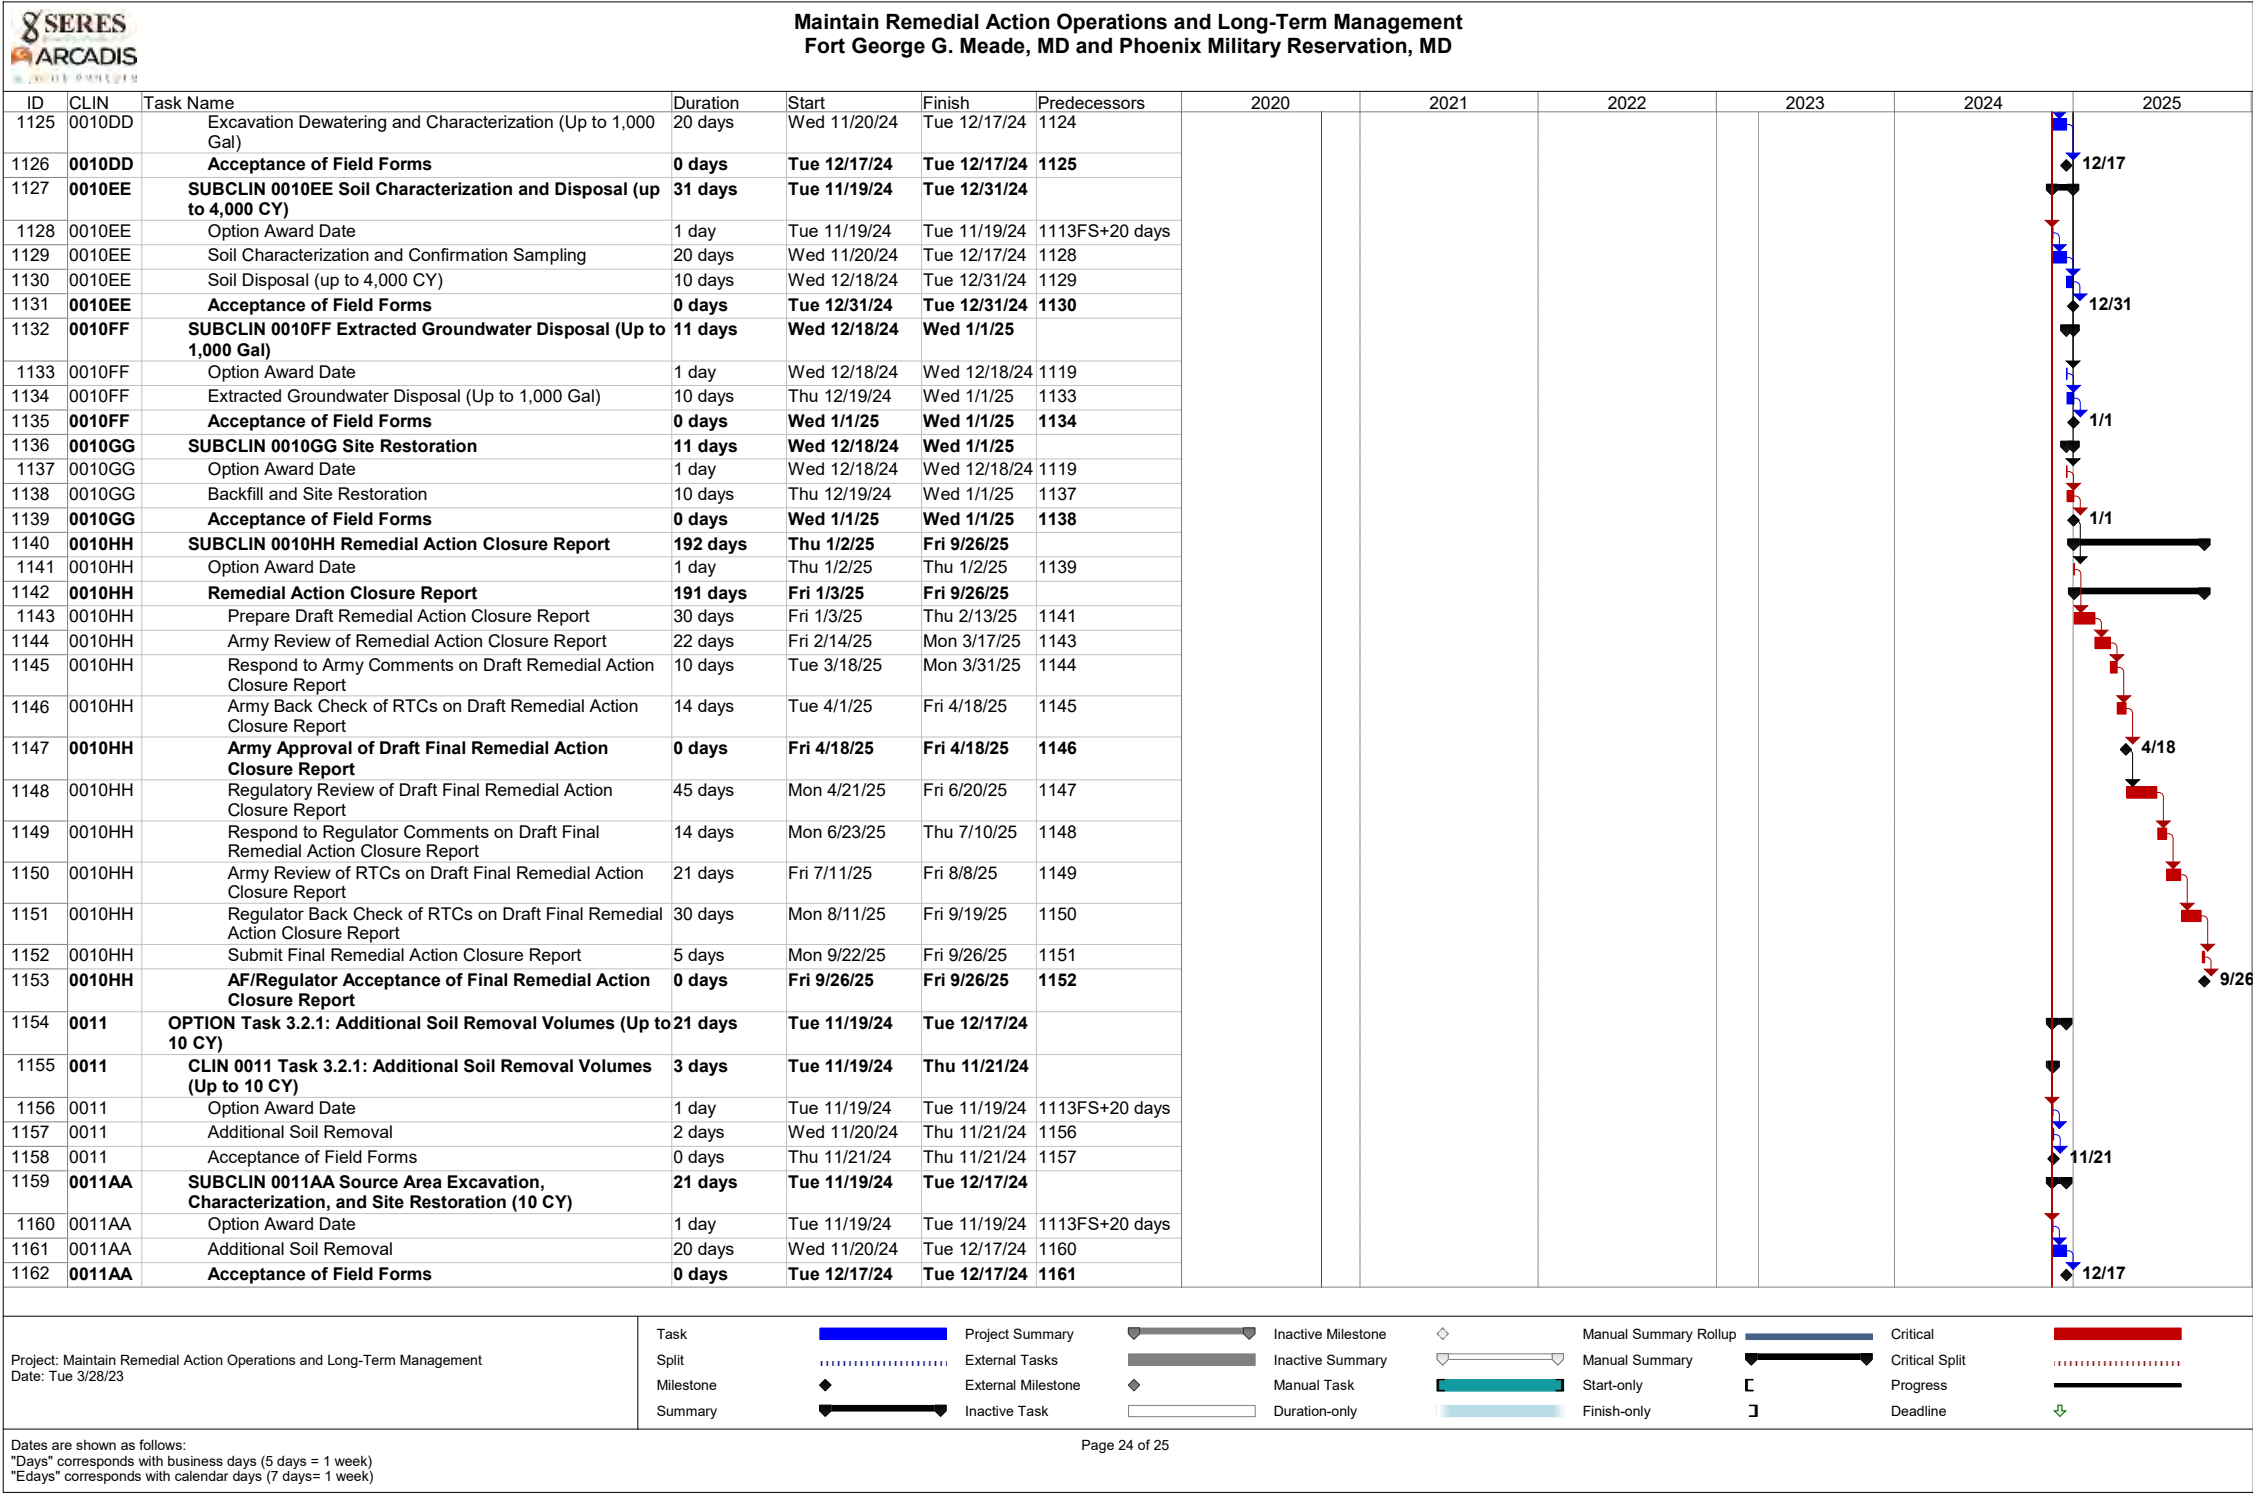 SERES
ARCADIS
Maintain Remedial Action Operations and Long-Term Management
Fort George G. Meade, MD and Phoenix Military Reservation, MD
ID CLIN Task Name Duration Start Finish Predecessors 2020 2021 2022 2023 2024 2025
1125 0010DD Excavation Dewatering and Characterization (Up to 1,000 20 days Wed 11/20/24 Tue 12/17/24 1124
Gal)
1126 0010DD Acceptance of Field Forms 0 days Tue 12/17/24 Tue 12/17/24 1125 12/17
1127 0010EE SUBCLIN 0010EE Soil Characterization and Disposal (up 31 days Tue 11/19/24 Tue 12/31/24
to 4,000 CY)
1128 0010EE Option Award Date 1 day Tue 11/19/24 Tue 11/19/24 1113FS+20 days
1129 0010EE Soil Characterization and Confirmation Sampling 20 days Wed 11/20/24 Tue 12/17/24 1128
1130 0010EE Soil Disposal (up to 4,000 CY) 10 days Wed 12/18/24 Tue 12/31/24 1129
1131 0010EE Acceptance of Field Forms 0 days Tue 12/31/24 Tue 12/31/24 1130 12/31
1132 0010FF SUBCLIN 0010FF Extracted Groundwater Disposal (Up to 11 days Wed 12/18/24 Wed 1/1/25
1,000 Gal)
1133 0010FF Option Award Date 1 day Wed 12/18/24 Wed 12/18/24 1119
1134 0010FF Extracted Groundwater Disposal (Up to 1,000 Gal) 10 days Thu 12/19/24 Wed 1/1/25 1133
1135 0010FF Acceptance of Field Forms 0 days Wed 1/1/25 Wed 1/1/25 1134 1/1
1136 0010GG SUBCLIN 0010GG Site Restoration 11 days Wed 12/18/24 Wed 1/1/25
1137 0010GG Option Award Date 1 day Wed 12/18/24 Wed 12/18/24 1119
1138 0010GG Backfill and Site Restoration 10 days Thu 12/19/24 Wed 1/1/25 1137
1139 0010GG Acceptance of Field Forms 0 days Wed 1/1/25 Wed 1/1/25 1138 1/1
1140 0010HH SUBCLIN 0010HH Remedial Action Closure Report 192 days Thu 1/2/25 Fri 9/26/25
1141 0010HH Option Award Date 1 day Thu 1/2/25 Thu 1/2/25 1139
1142 0010HH Remedial Action Closure Report 191 days Fri 1/3/25 Fri 9/26/25
1143 0010HH Prepare Draft Remedial Action Closure Report 30 days Fri 1/3/25 Thu 2/13/25 1141
1144 0010HH Army Review of Remedial Action Closure Report 22 days Fri 2/14/25 Mon 3/17/25 1143
1145 0010HH Respond to Army Comments on Draft Remedial Action 10 days Tue 3/18/25 Mon 3/31/25 1144
Closure Report
1146 0010HH Army Back Check of RTCs on Draft Remedial Action 14 days Tue 4/1/25 Fri 4/18/25 1145
Closure Report
1147 0010HH Army Approval of Draft Final Remedial Action 0 days Fri 4/18/25 Fri 4/18/25 1146 4/18
Closure Report
1148 0010HH Regulatory Review of Draft Final Remedial Action 45 days Mon 4/21/25 Fri 6/20/25 1147
Closure Report
1149 0010HH Respond to Regulator Comments on Draft Final 14 days Mon 6/23/25 Thu 7/10/25 1148
Remedial Action Closure Report
1150 0010HH Army Review of RTCs on Draft Final Remedial Action 21 days Fri 7/11/25 Fri 8/8/25 1149
Closure Report
1151 0010HH Regulator Back Check of RTCs on Draft Final Remedial 30 days Mon 8/11/25 Fri 9/19/25 1150
Action Closure Report
1152 0010HH Submit Final Remedial Action Closure Report 5 days Mon 9/22/25 Fri 9/26/25 1151
1153 0010HH AF/Regulator Acceptance of Final Remedial Action 0 days Fri 9/26/25 Fri 9/26/25 1152 9/26
Closure Report
1154 0011 OPTION Task 3.2.1: Additional Soil Removal Volumes (Up to 21 days Tue 11/19/24 Tue 12/17/24
10 CY)
1155 0011 CLIN 0011 Task 3.2.1: Additional Soil Removal Volumes 3 days Tue 11/19/24 Thu 11/21/24
(Up to 10 CY)
1156 0011 Option Award Date 1 day Tue 11/19/24 Tue 11/19/24 1113FS+20 days
1157 0011 Additional Soil Removal 2 days Wed 11/20/24 Thu 11/21/24 1156
1158 0011 Acceptance of Field Forms 0 days Thu 11/21/24 Thu 11/21/24 1157 11/21
1159 0011AA SUBCLIN 0011AA Source Area Excavation, 21 days Tue 11/19/24 Tue 12/17/24
Characterization, and Site Restoration (10 CY)
1160 0011AA Option Award Date 1 day Tue 11/19/24 Tue 11/19/24 1113FS+20 days
1161 0011AA Additional Soil Removal 20 days Wed 11/20/24 Tue 12/17/24 1160
1162 0011AA Acceptance of Field Forms 0 days Tue 12/17/24 Tue 12/17/24 1161 12/17
Project: Maintain Remedial Action Operations and Long-Term Management
Date: Tue 3/28/23
Task Project Summary Inactive Milestone Manual Summary Rollup Critical
Split External Tasks Inactive Summary Manual Summary Critical Split
Milestone External Milestone Manual Task Start-only Progress
Summary Inactive Task Duration-only Finish-only Deadline
Dates are shown as follows:
"Days" corresponds with business days (5 days = 1 week)
"Edays" corresponds with calendar days (7 days= 1 week)
Page 24 of 25